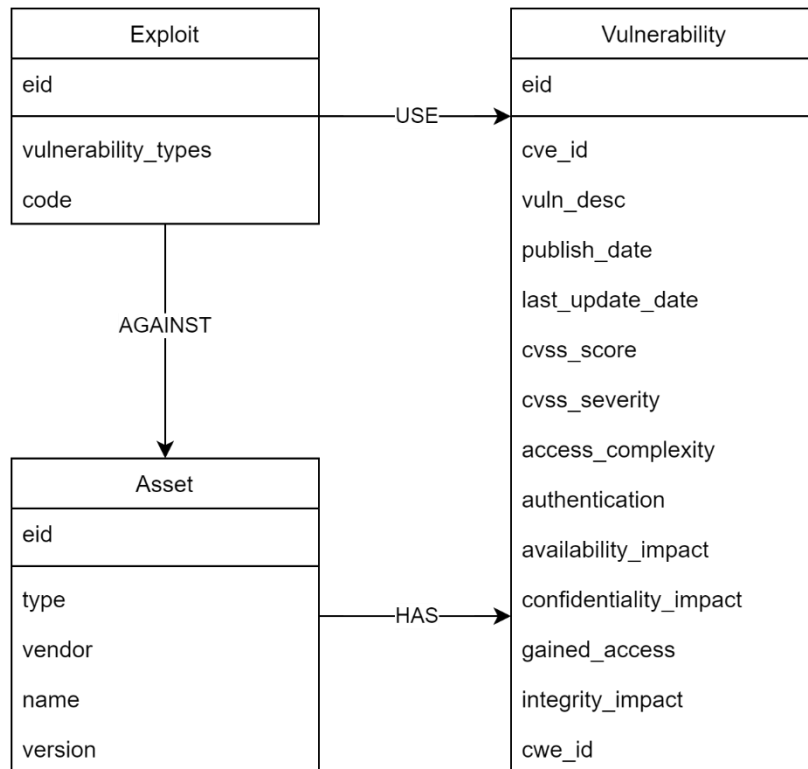 Exploit
eid
vulnerability_types
code
USE
Vulnerability
eid
cve_id
vuln_desc
publish_date
last_update_date
cvss_score
cvss_severity
access_complexity
authentication
availability_impact
confidentiality_impact
gained_access
integrity_impact
cwe_id
AGAINST
Asset
eid
type
vendor
name
version
HAS